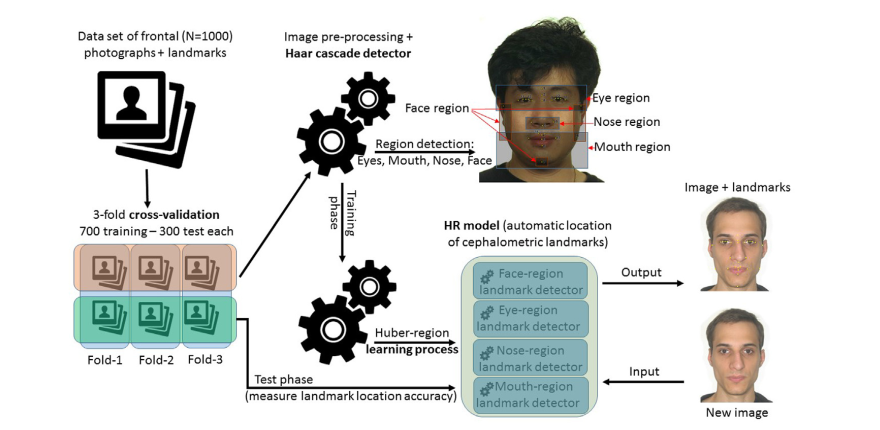 Data set of frontal (N=1000)
photographs + landmarks
Image pre-processing +
Haar cascade detector
Face region
Eye region
Nose region
Mouth region
Region detection:
Eyes, Mouth, Nose, Face
3-fold cross-validation
700 training – 300 test each
Training
phase
Fold-1
Fold-2
Fold-3
Huber-region
learning process
Test phase
(measure landmark location accuracy)
HR model (automatic location
of cephalometric landmarks)
Face-region
landmark detector
Eye-region
landmark detector
Nose-region
landmark detector
Mouth-region
landmark detector
Image + landmarks
Output
Input
New image